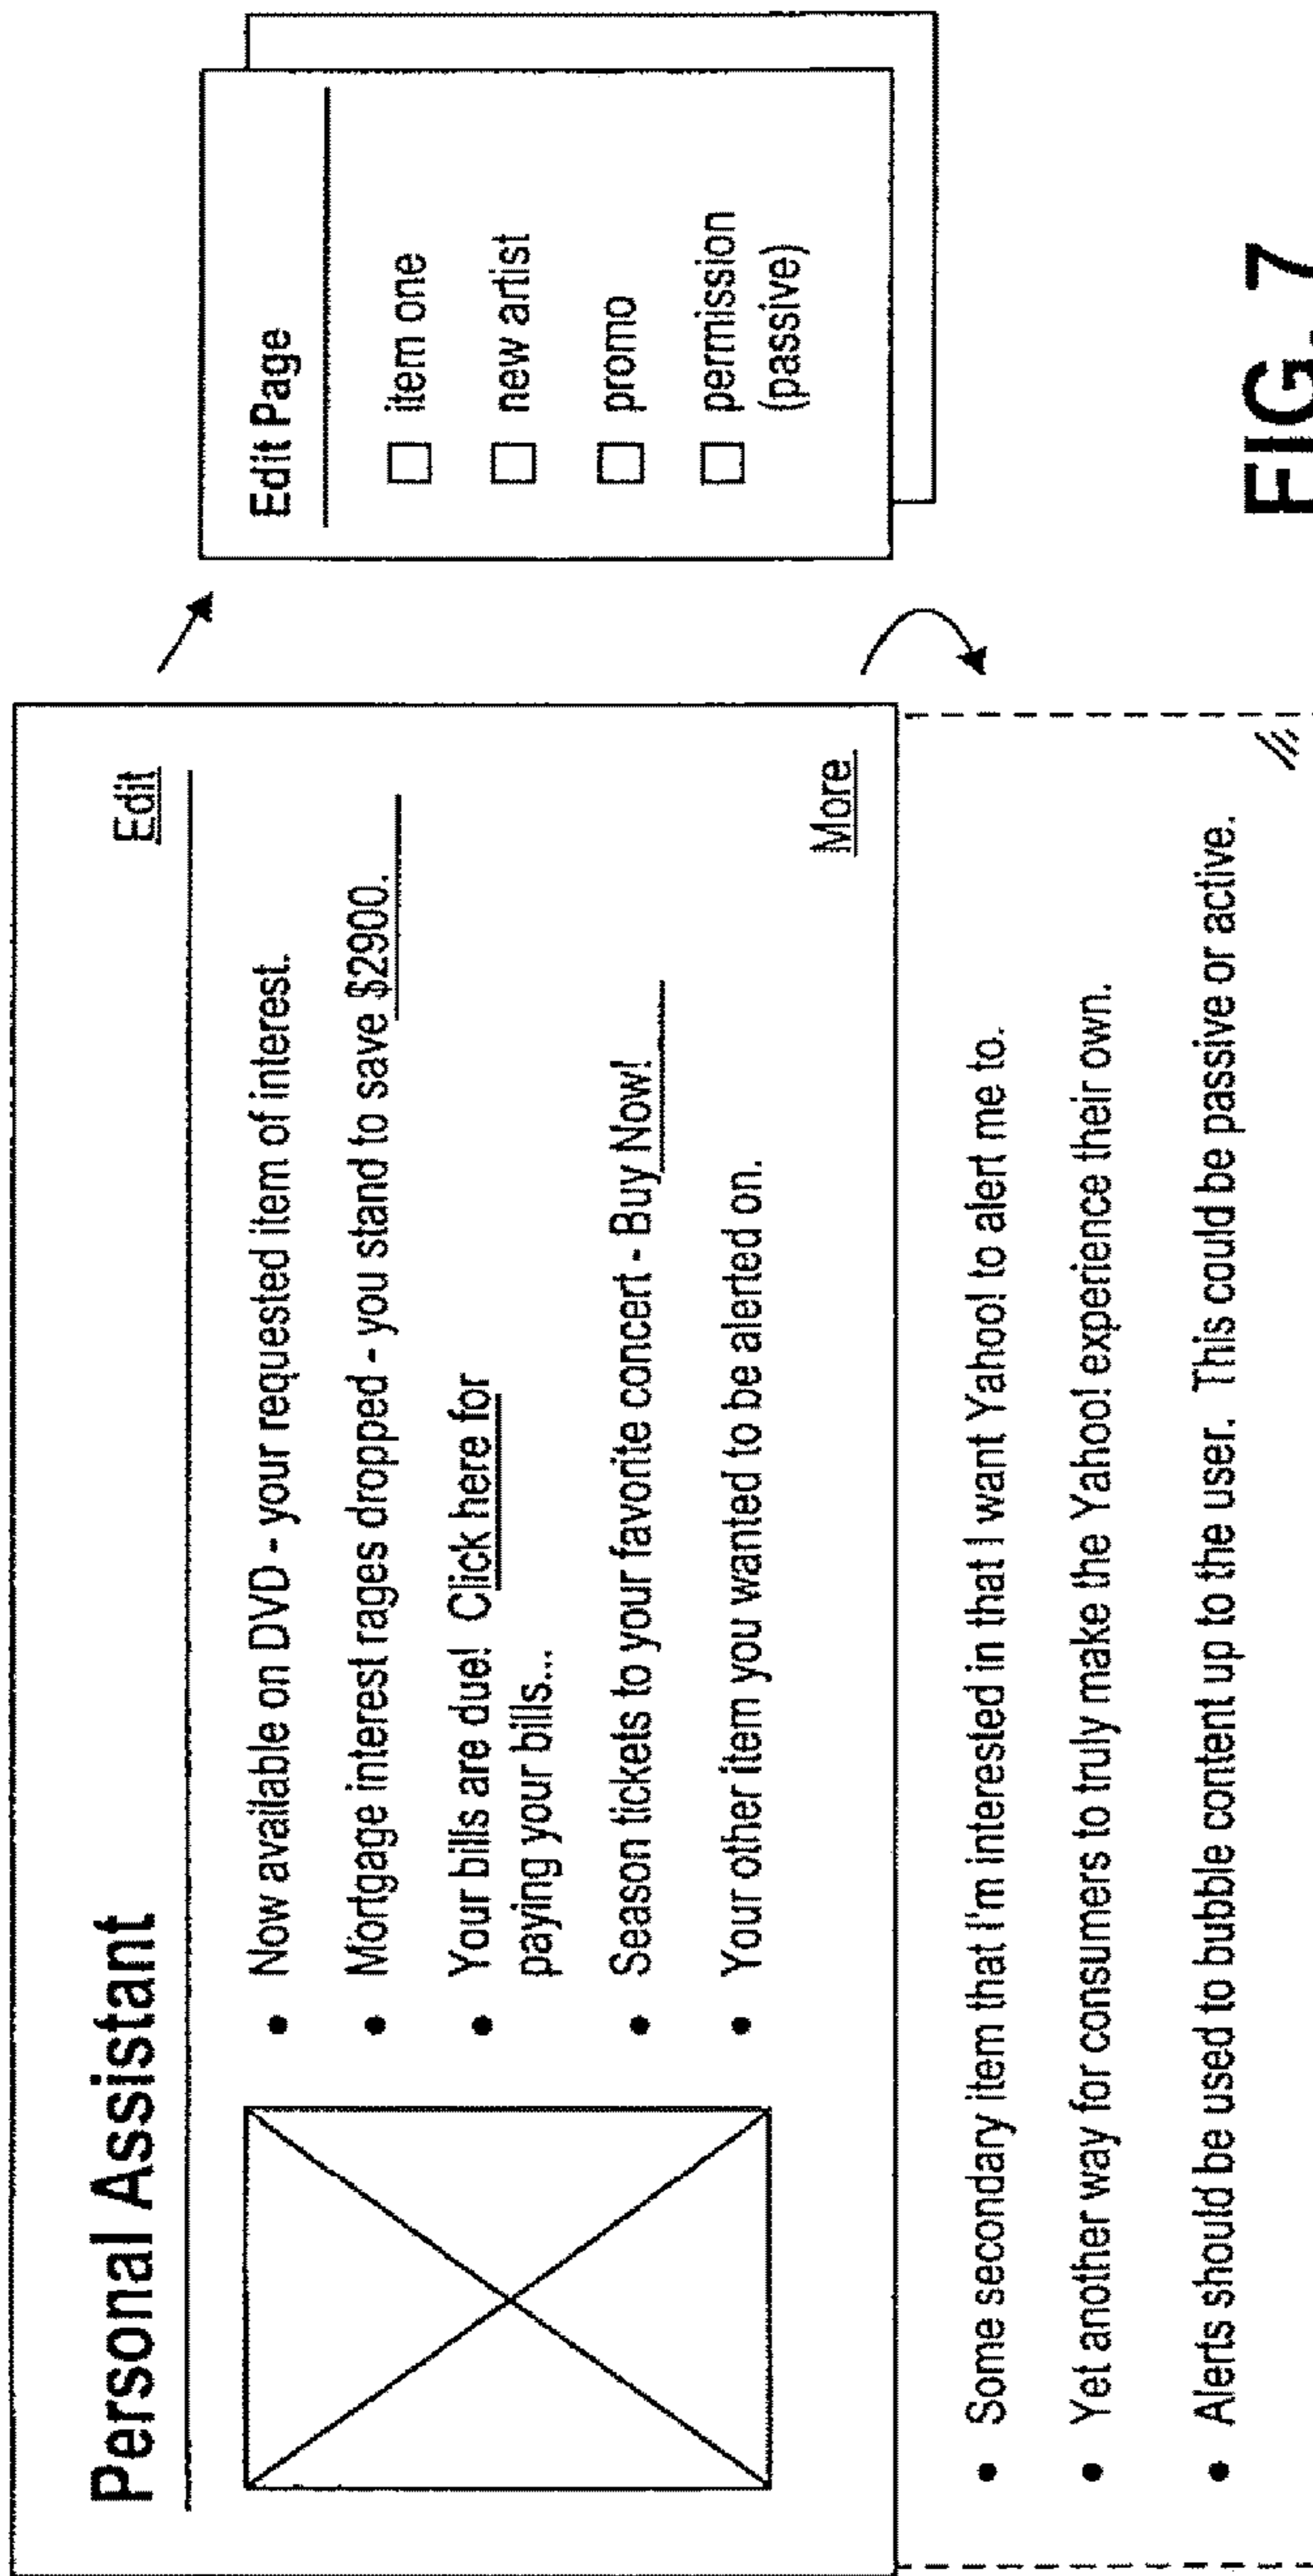 Personal Assistant
Edit
• Now available on DVD - your requested item of interest.
• Mortgage interest rages dropped - you stand to save $2900.
• Your bills are due! Click here for
paying your bills...
• Season tickets to your favorite concert - Buy Now!
• Your other item you wanted to be alerted on.
More
• Some secondary item that I'm interested in that I want Yahoo! to alert me to.
• Yet another way for consumers to truly make the Yahoo! experience their own.
• Alerts should be used to bubble content up to the user. This could be passive or active.
Edit Page
item one
new artist
promo
permission
(passive)
FIG. 7